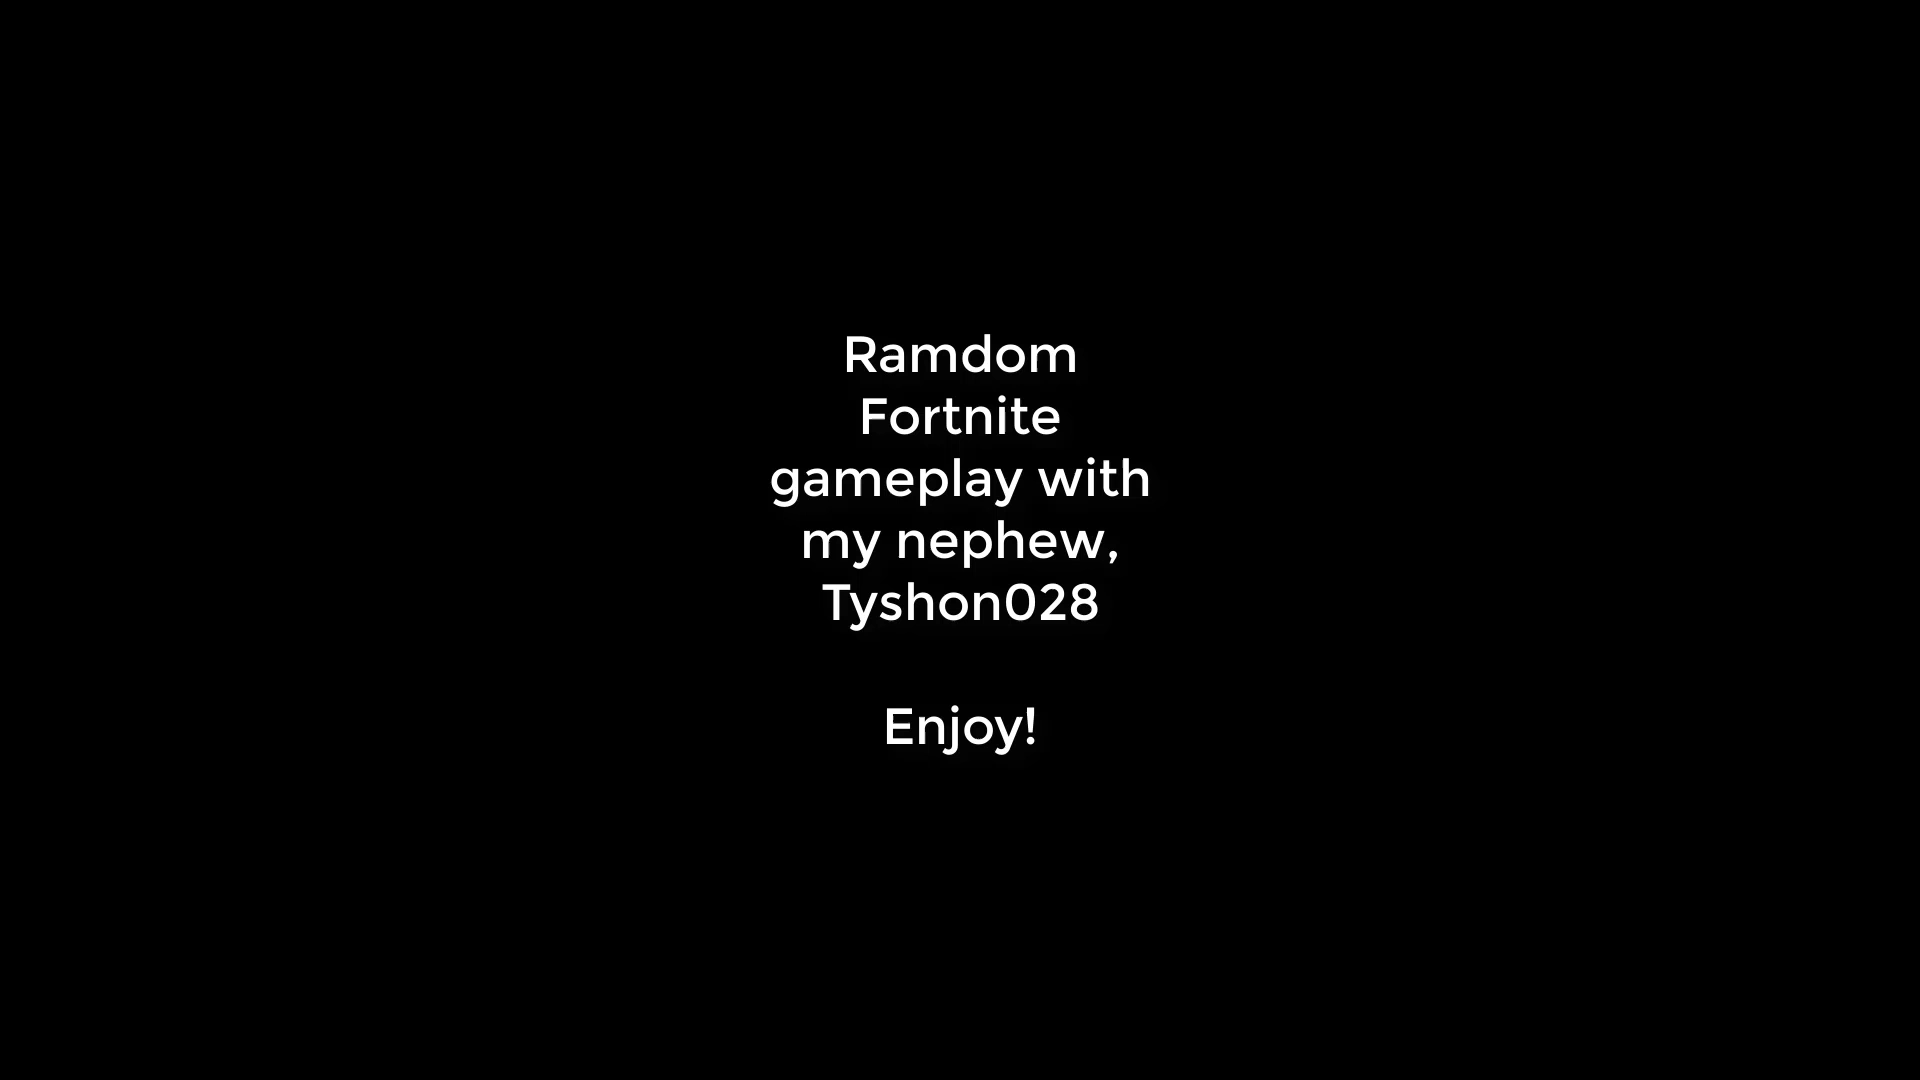 Ramdom
Fortnite
gameplay with
my nephew,
Tyshon028
Enjoy!